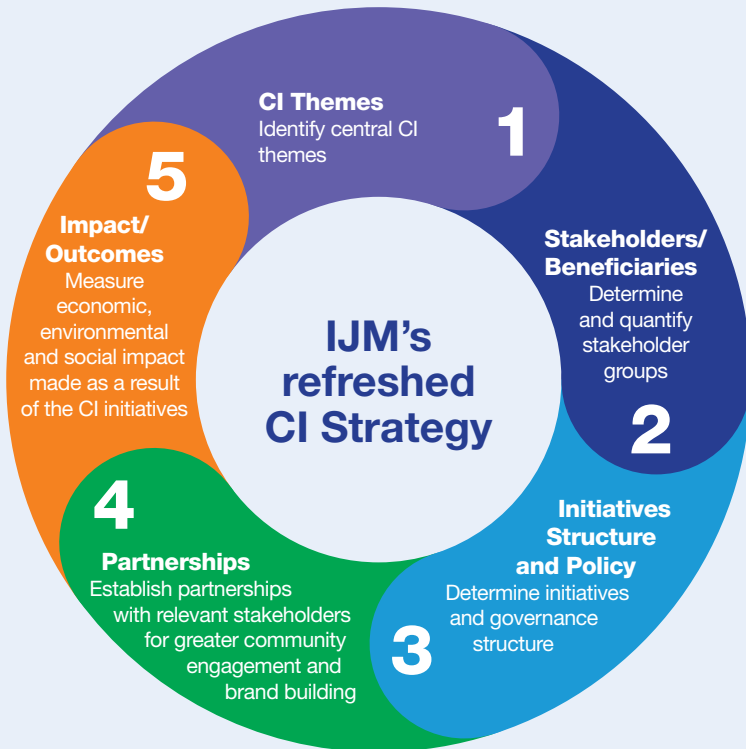 IJM's
refreshed
CI Strategy
CI Themes
Identify central CI
themes
1
Stakeholders/
Beneficiaries
Determine
and quantify
stakeholder
groups
2
Initiatives
Structure
and Policy
Determine initiatives
and governance
structure
3
4
Partnerships
Establish partnerships
with relevant stakeholders
for greater community
engagement and
brand building
5
Impact/
Outcomes
Measure
economic,
environmental
and social impact
made as a result
of the CI initiatives